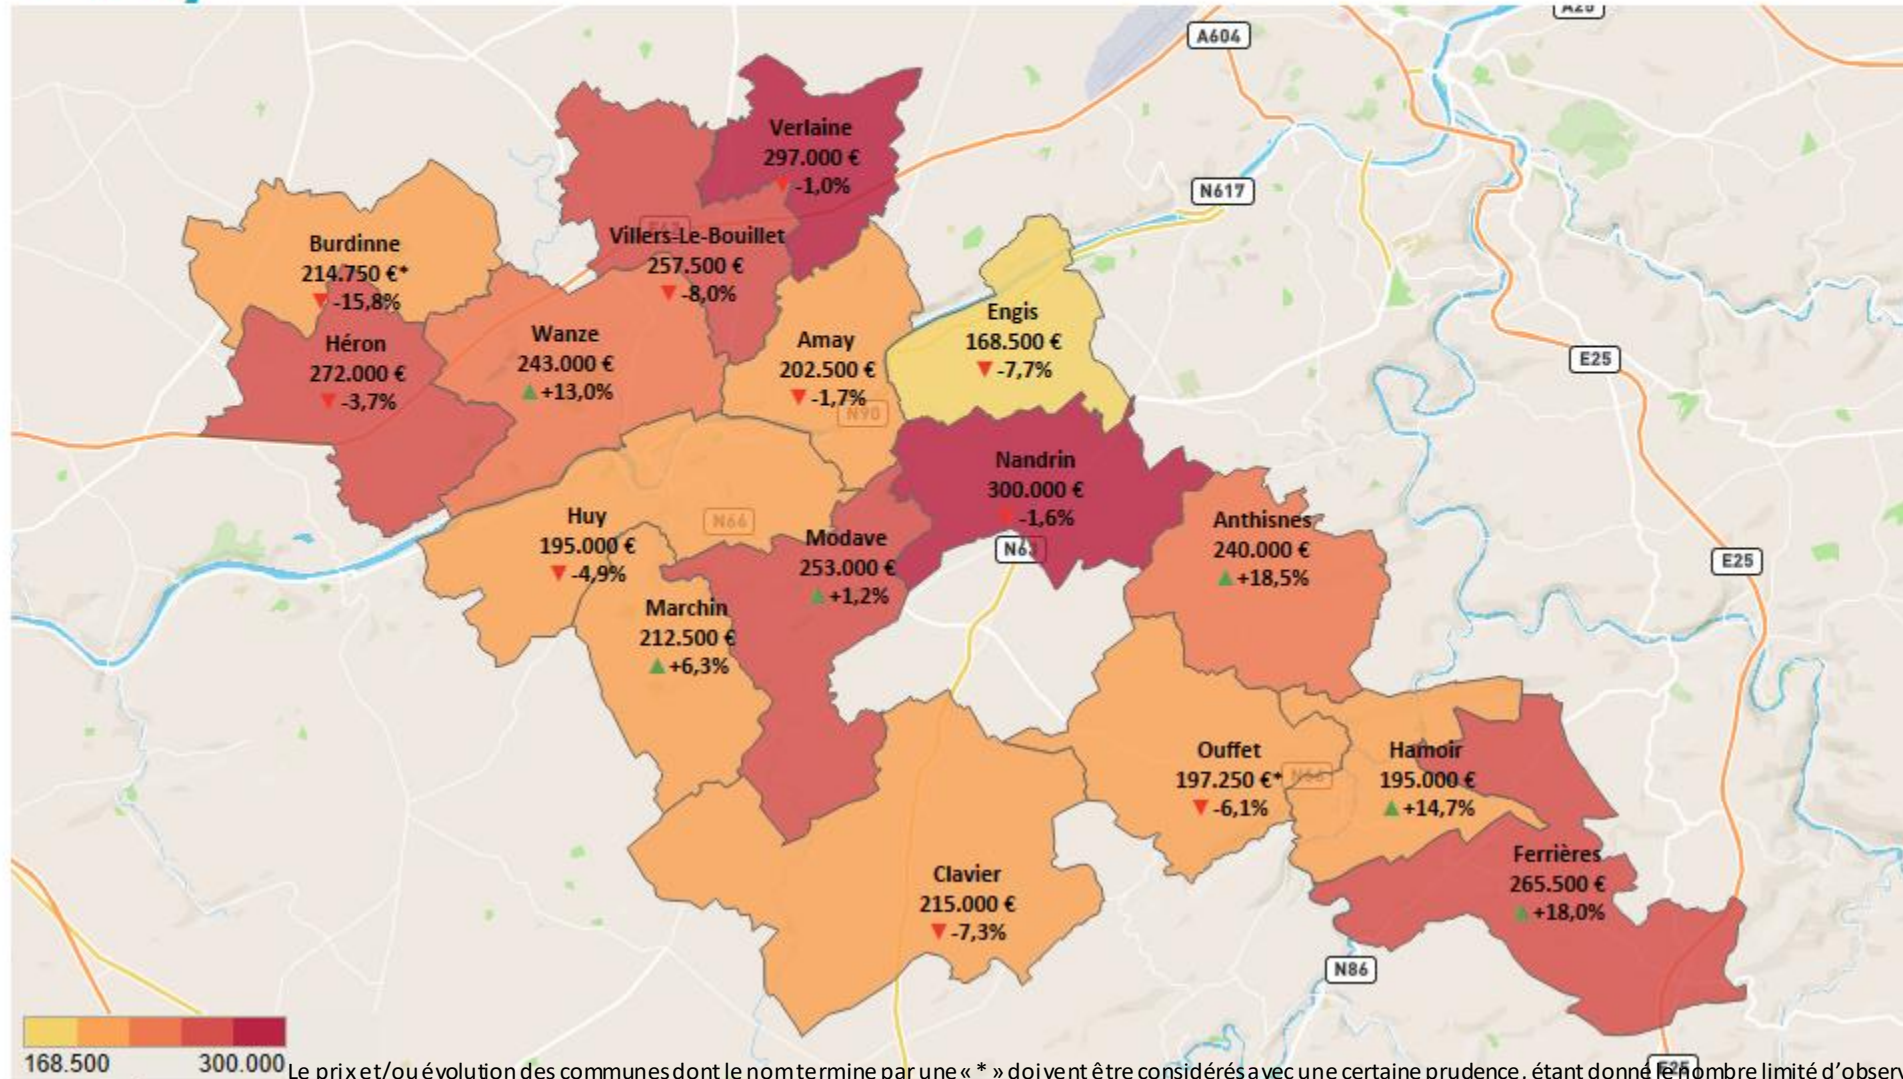 A25
A604
Verlaine
297.000 €
▼ -1,0%
N617
Burdinne
214.750 €*
▼ -15,8%
Villers-Le-Bouillet
257.500 €
▼ -8,0%
Engis
168.500 €
▼ -7,7%
Héron
272.000 €
▼ -3,7%
Wanze
243.000 €
▲ +13,0%
Amay
202.500 €
▼ -1,7%
N90
E25
Nandrin
300.000 €
▼ -1,6%
N63
Huy
195.000 €
▼ -4,9%
N66
Modave
253.000 €
▲ +1,2%
Anthisnes
240.000 €
▲ +18,5%
E25
Marchin
212.500 €
▲ +6,3%
Ouffet
197.250 €*
▼ -6,1%
N66
Hamoir
195.000 €
▲ +14,7%
Clavier
215.000 €
▼ -7,3%
Ferrières
265.500 €
▲ +18,0%
N86
E25
168.500 300.000
Le prix et/ou évolution des communes dont le nom termine par une « * » doivent être considérés avec une certaine prudence, étant donné le nombre limité d'obser